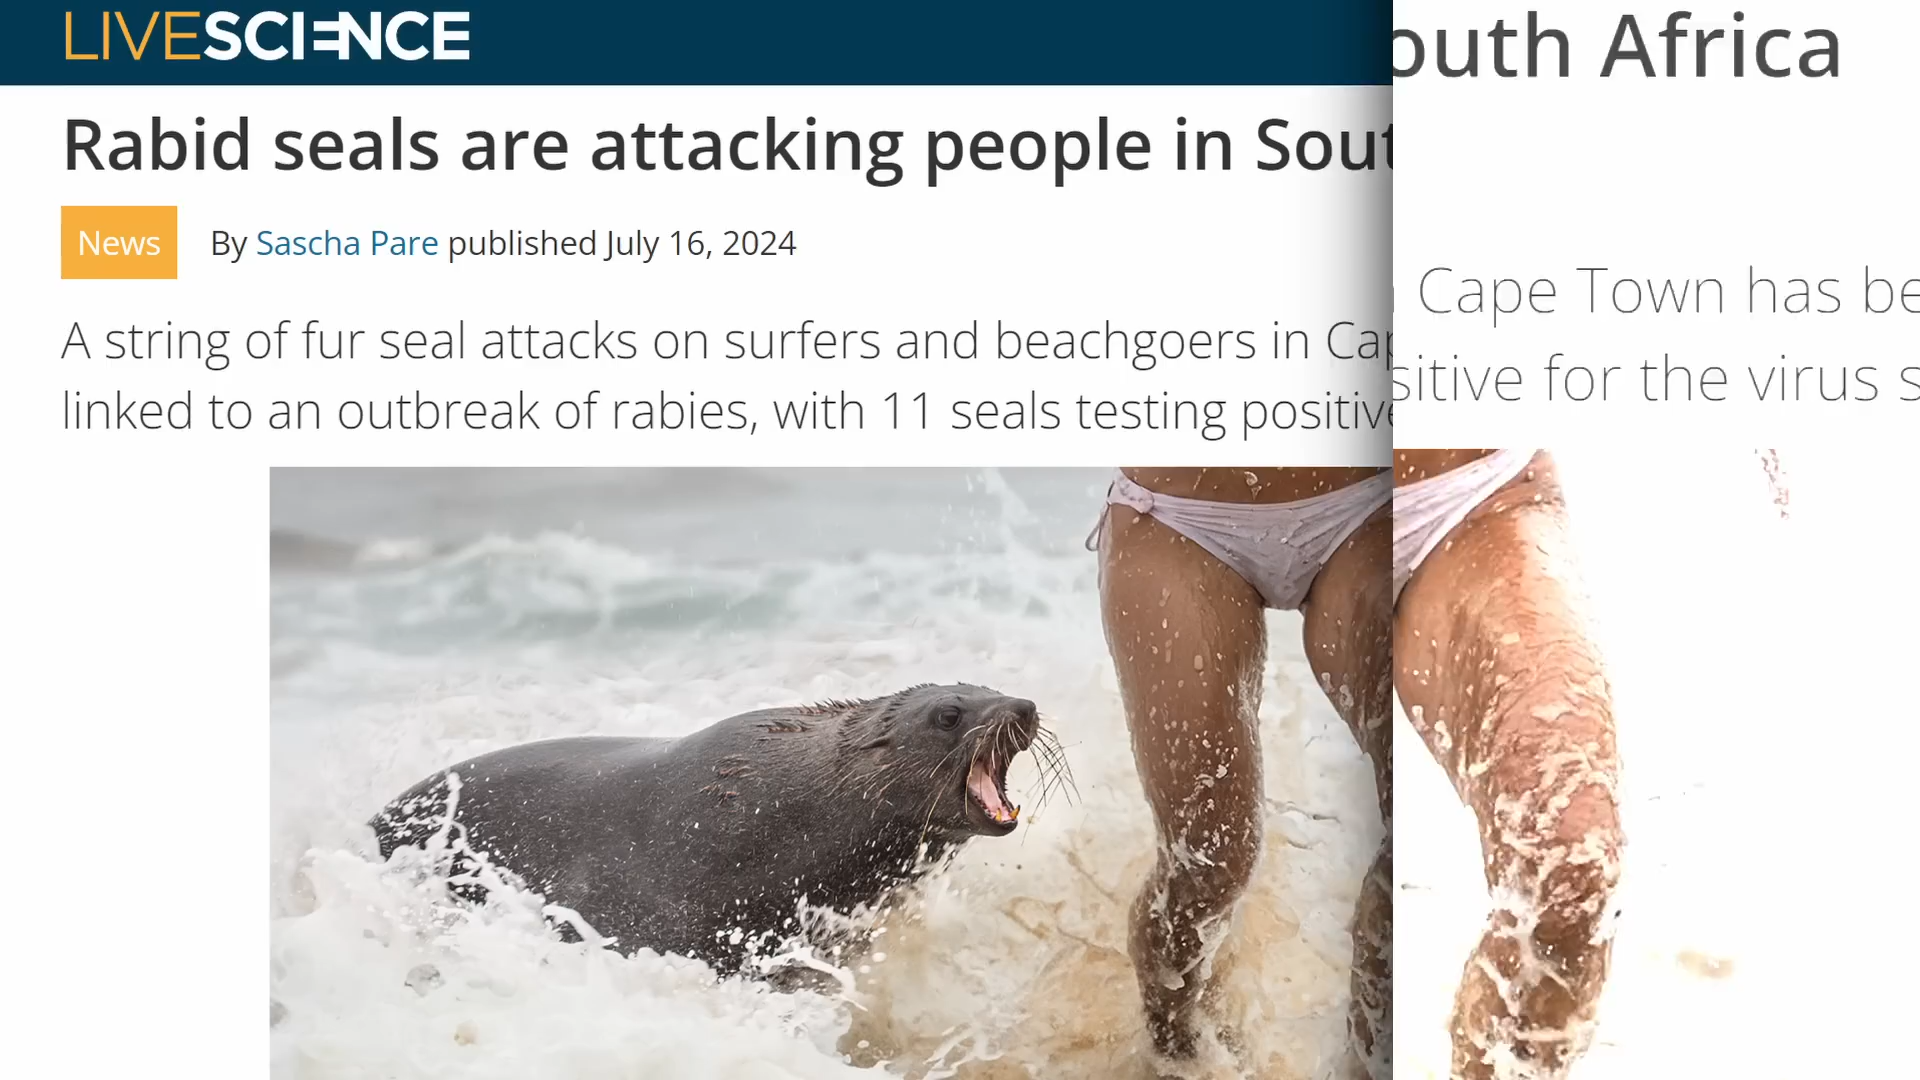 LIVESCIENCE
Rabid seals are attacking people in Sout
outh Africa
News
By Sascha Pare published July 16, 2024
A string of fur seal attacks on surfers and beachgoers in Cap
Cape Town has be
linked to an outbreak of rabies, with 11 seals testing positive
sitive for the virus s